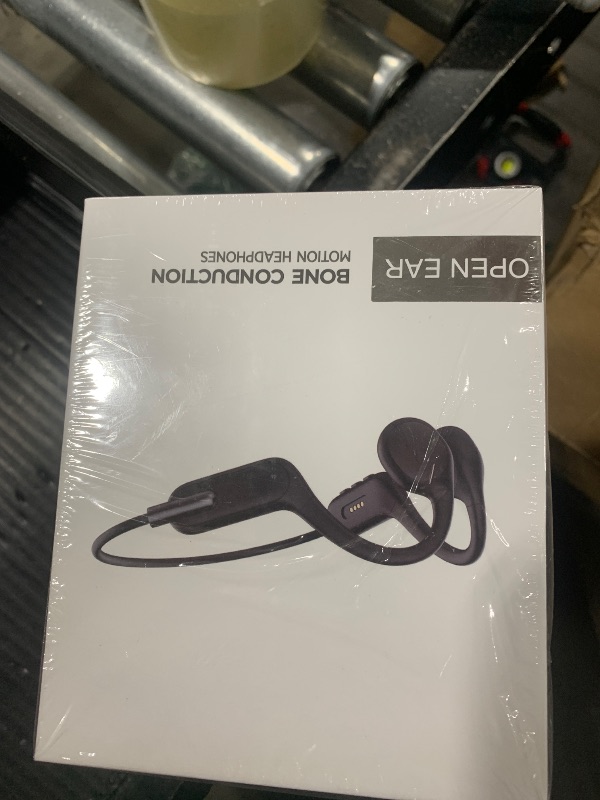 OPEN EAR
BONE CONDUCTION
MOTION HEADPHONES